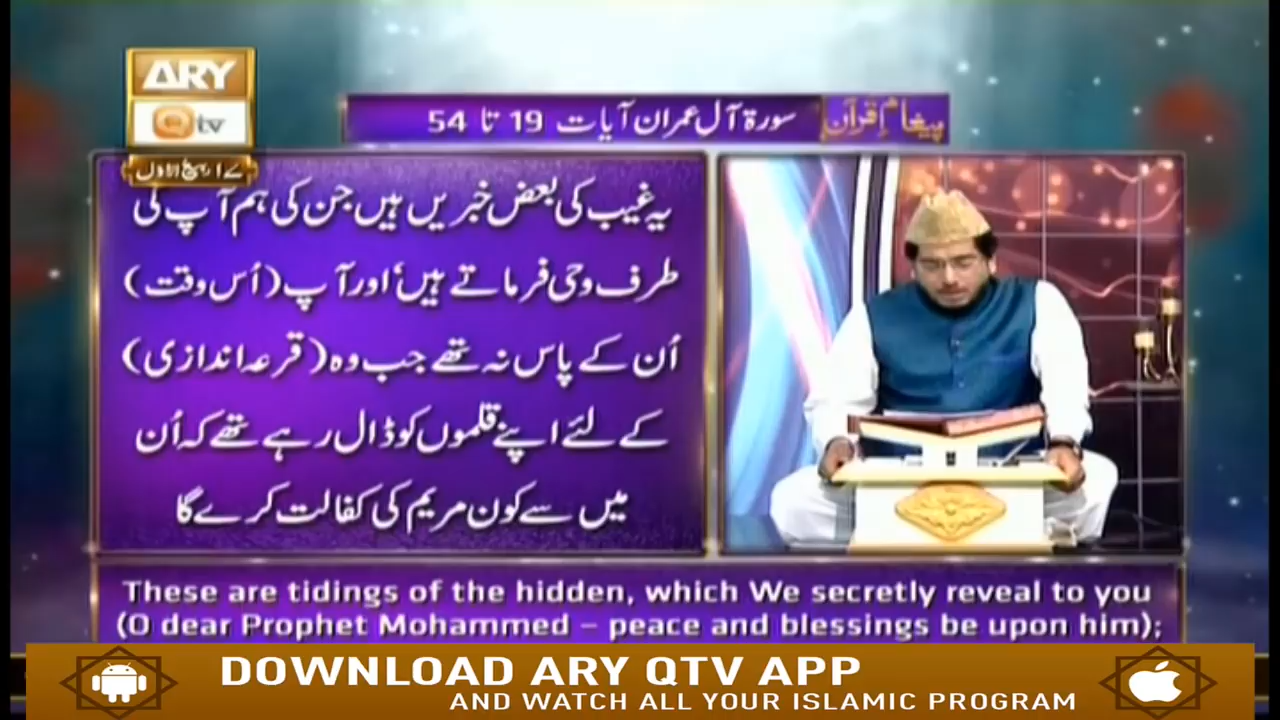 ARY
Qtv
۱۷ ربیع الاول
پیغام قرآن
سورۃ آل عمران آیات 19 تا 54
یہ غیب کی بعض خبریں ہیں جن کی ہم آپ کی
طرف وحی فرماتے ہیں‘ اور آپ (اُس وقت)
اُن کے پاس نہ تھے جب وہ (قرعہ اندازی)
کے لئے اپنے قلموں کو ڈال رہے تھے کہ اُن
میں سے کون مریم کی کفالت کرے گا
These are tidings of the hidden, which We secretly reveal to you
(O dear Prophet Mohammed – peace and blessings be upon him);
DOWNLOAD ARY QTV APP
AND WATCH ALL YOUR ISLAMIC PROGRAM